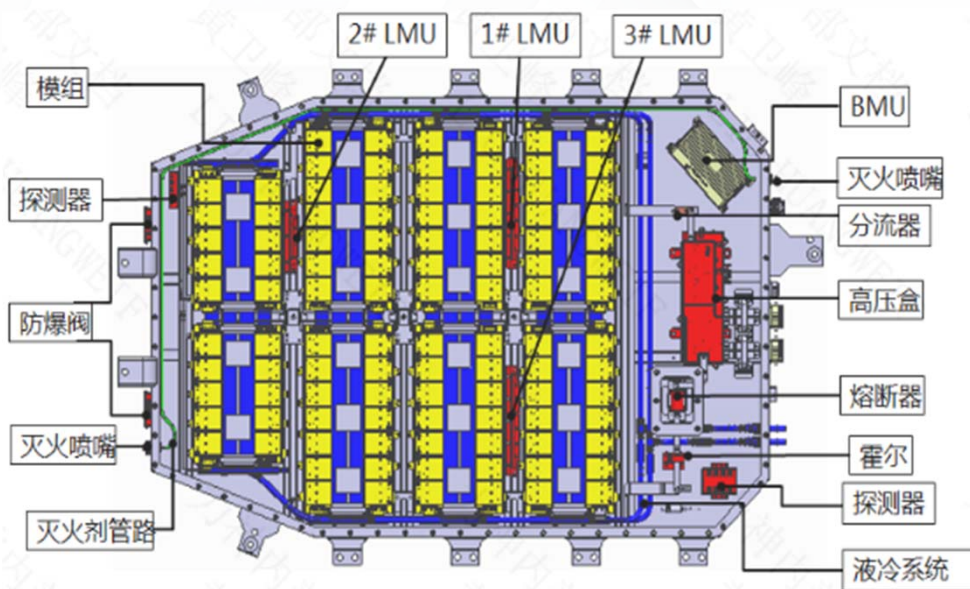 2# LMU
1# LMU
3# LMU
模组
BMU
探测器
灭火喷嘴
分流器
防爆阀
高压盒
熔断器
灭火喷嘴
霍尔
探测器
灭火剂管路
液冷系统